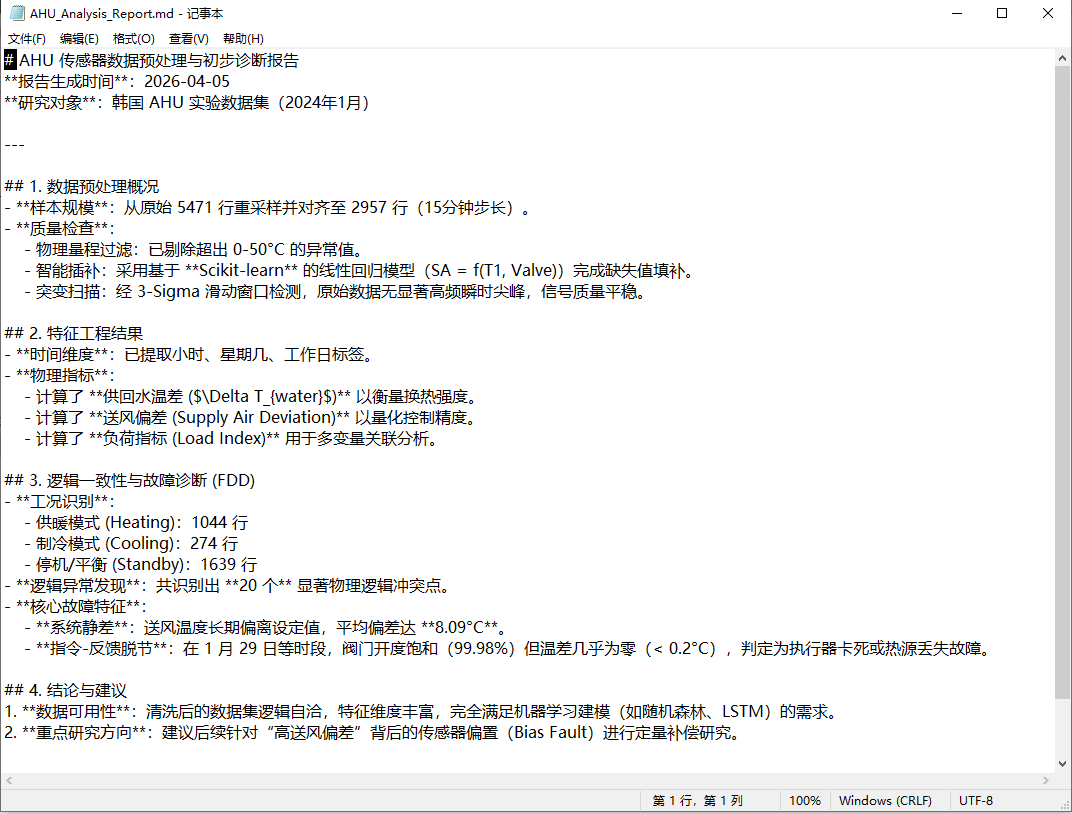 AHU_Analysis_Report.md - 记事本
文件(F) 编辑(E) 格式(O) 查看(V) 帮助(H)
# AHU 传感器数据预处理与初步诊断报告
**报告生成时间**：2026-04-05
**研究对象**：韩国 AHU 实验数据集（2024年1月）
---
## 1. 数据预处理概况
- **样本规模**：从原始 5471 行重采样并对齐至 2957 行（15分钟步长）。
- **质量检查**：
- 物理量程过滤：已剔除超出 0-50°C 的异常值。
- 智能插补：采用基于 **Scikit-learn** 的线性回归模型（SA = f(T1, Valve)）完成缺失值填补。
- 突变扫描：经 3-Sigma 滑动窗口检测，原始数据无显著高频瞬时尖峰，信号质量平稳。
## 2. 特征工程结果
- **时间维度**：已提取小时、星期几、工作日标签。
- **物理指标**：
- 计算了 **供回水温差 ($\Delta T_{water}$)** 以衡量换热强度。
- 计算了 **送风偏差 (Supply Air Deviation)** 以量化控制精度。
- 计算了 **负荷指标 (Load Index)** 用于多变量关联分析。
## 3. 逻辑一致性与故障诊断 (FDD)
- **工况识别**：
- 供暖模式 (Heating)：1044 行
- 制冷模式 (Cooling)：274 行
- 停机/平衡 (Standby)：1639 行
- **逻辑异常发现**：共识别出 **20 个** 显著物理逻辑冲突点。
- **核心故障特征**：
- **系统静差**：送风温度长期偏离设定值，平均偏差达 **8.09°C**。
- **指令-反馈脱节**：在 1 月 29 日等时段，阀门开度饱和（99.98%）但温差几乎为零（< 0.2°C），判定为执行器卡死或热源丢失故障。
## 4. 结论与建议
1. **数据可用性**：清洗后的数据集逻辑自洽，特征维度丰富，完全满足机器学习建模（如随机森林、LSTM）的需求。
2. **重点研究方向**：建议后续针对“高送风偏差”背后的传感器偏置（Bias Fault）进行定量补偿研究。
第 1 行，第 1 列 100% Windows (CRLF) UTF-8